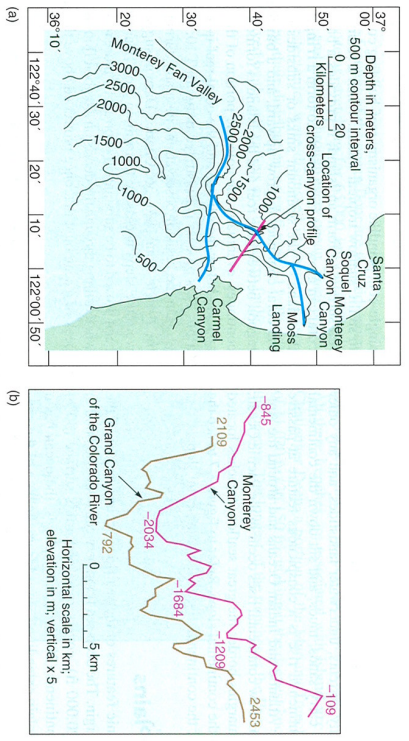 (a)
37°
50´
40´
30´
20´
36°10´
122°40´
30´
20´
10´
122°00´
50´
Depth in meters,
500 m contour interval
0 20
Kilometers
Location of
cross-canyon profile
Santa
Cruz
Soquel
Canyon
Monterey
Canyon
Moss
Landing
Carmel
Canyon
Monterey Fan Valley
3000
2500
2000
1500
1000
1000
500
2500
2000
1500
1000
(b)
-845
2109
Monterey
Canyon
Grand Canyon
of the Colorado River
-2034
792
-1684
-1209
-109
2453
0 5 km
Horizontal scale in km;
elevation in m; vertical x 5